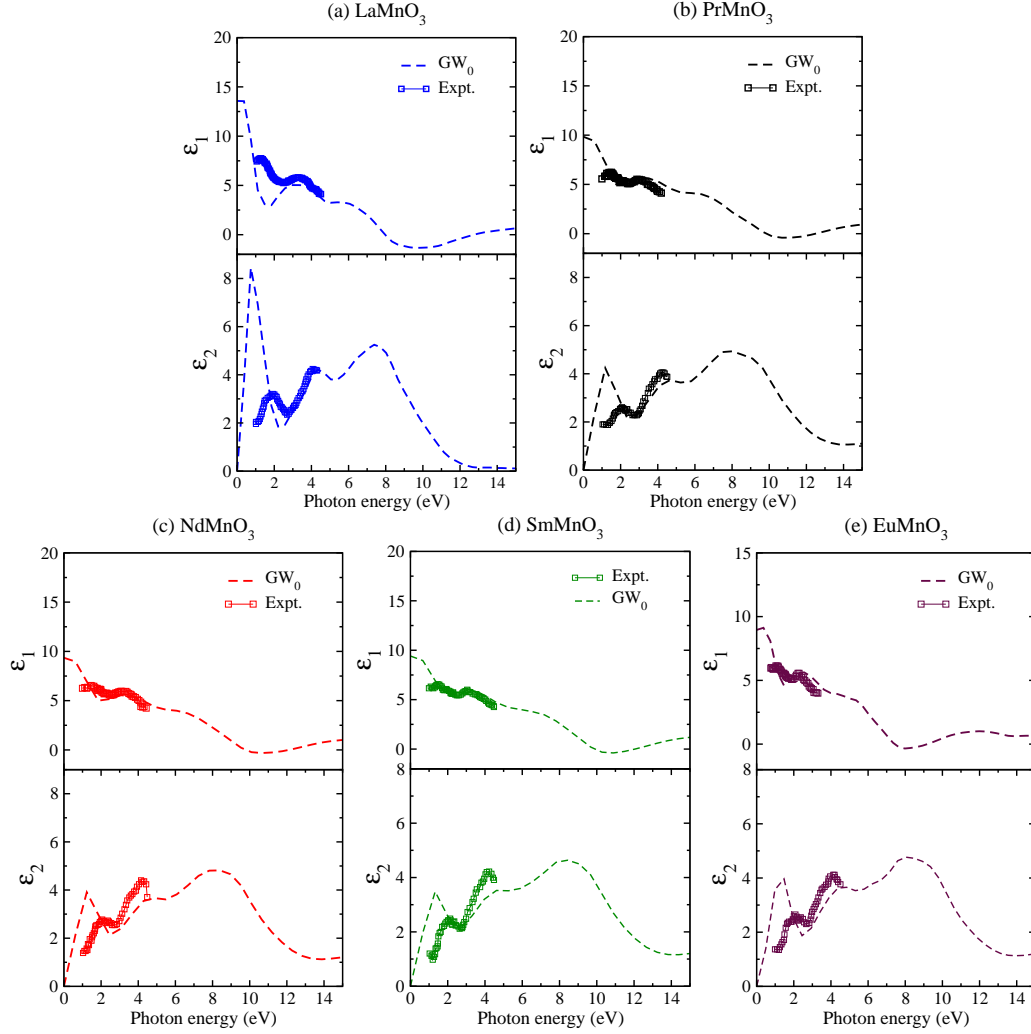 (a) LaMnO₃
(b) PrMnO₃
20
15
10
5
0
ε₁
GW₀
Expt.
20
15
10
5
0
ε₁
GW₀
Expt.
8
6
4
2
0
ε₂
0 2 4 6 8 10 12 14
Photon energy (eV)
8
6
4
2
0
ε₂
0 2 4 6 8 10 12 14
Photon energy (eV)
(c) NdMnO₃
(d) SmMnO₃
(e) EuMnO₃
20
15
10
5
0
ε₁
GW₀
Expt.
20
15
10
5
0
ε₁
Expt.
GW₀
15
10
5
0
ε₁
GW₀
Expt.
8
6
4
2
0
ε₂
0 2 4 6 8 10 12 14
Photon energy (eV)
8
6
4
2
0
ε₂
0 2 4 6 8 10 12 14
Photon energy (eV)
8
6
4
2
0
ε₂
0 2 4 6 8 10 12 14
Photon energy (eV)